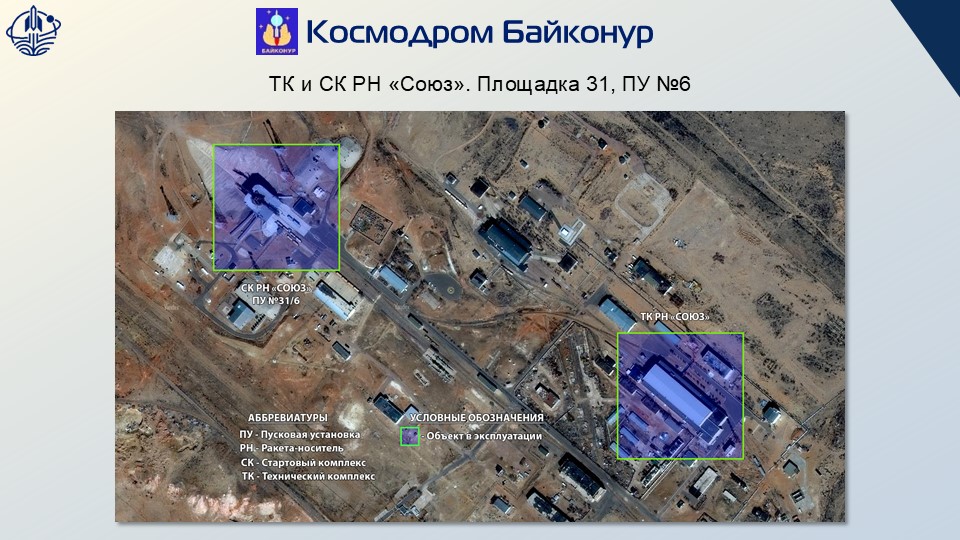 БАЙКОНУР
Космодром Байконур
ТК и СК РН «Союз». Площадка 31, ПУ №6
СК РН «СОЮЗ»
ПУ №31/6
ТК РН «СОЮЗ»
АББРЕВИАТУРЫ
ПУ - Пусковая установка
РН - Ракета-носитель
СК - Стартовый комплекс
ТК - Технический комплекс
УСЛОВНЫЕ ОБОЗНАЧЕНИЯ
- Объект в эксплуатации